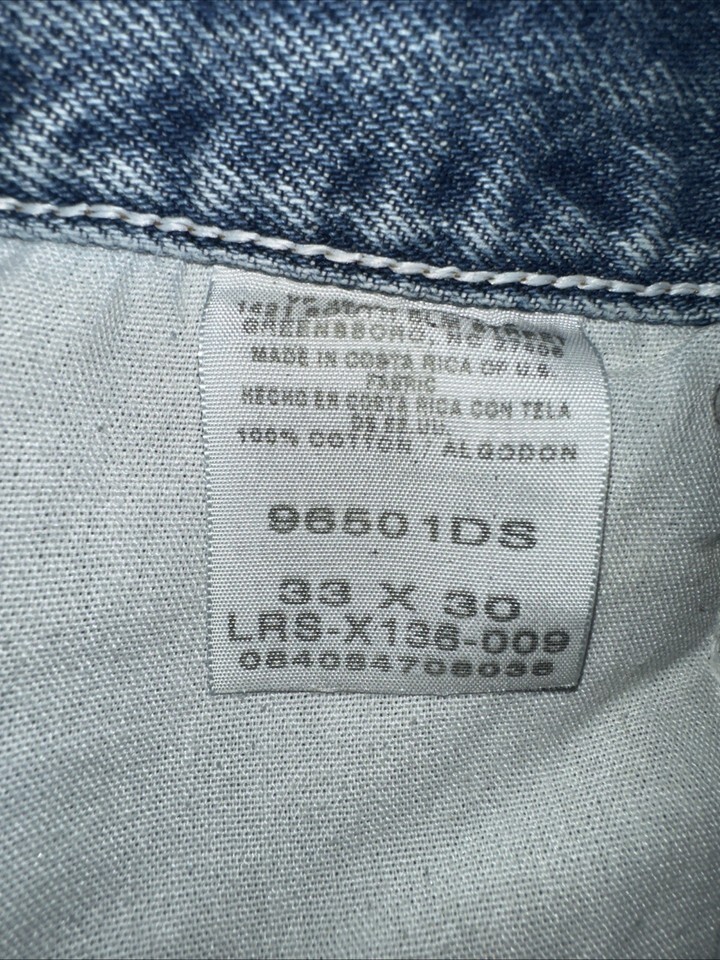 GREENSBORO, NC 27408
MADE IN COSTA RICA OF U.S.
FABRIC
HECHO EN COSTA RICA CON TELA
DE EE.UU.
100% COTTON / ALGODON
96501DS
33 X 30
LRS-X136-009